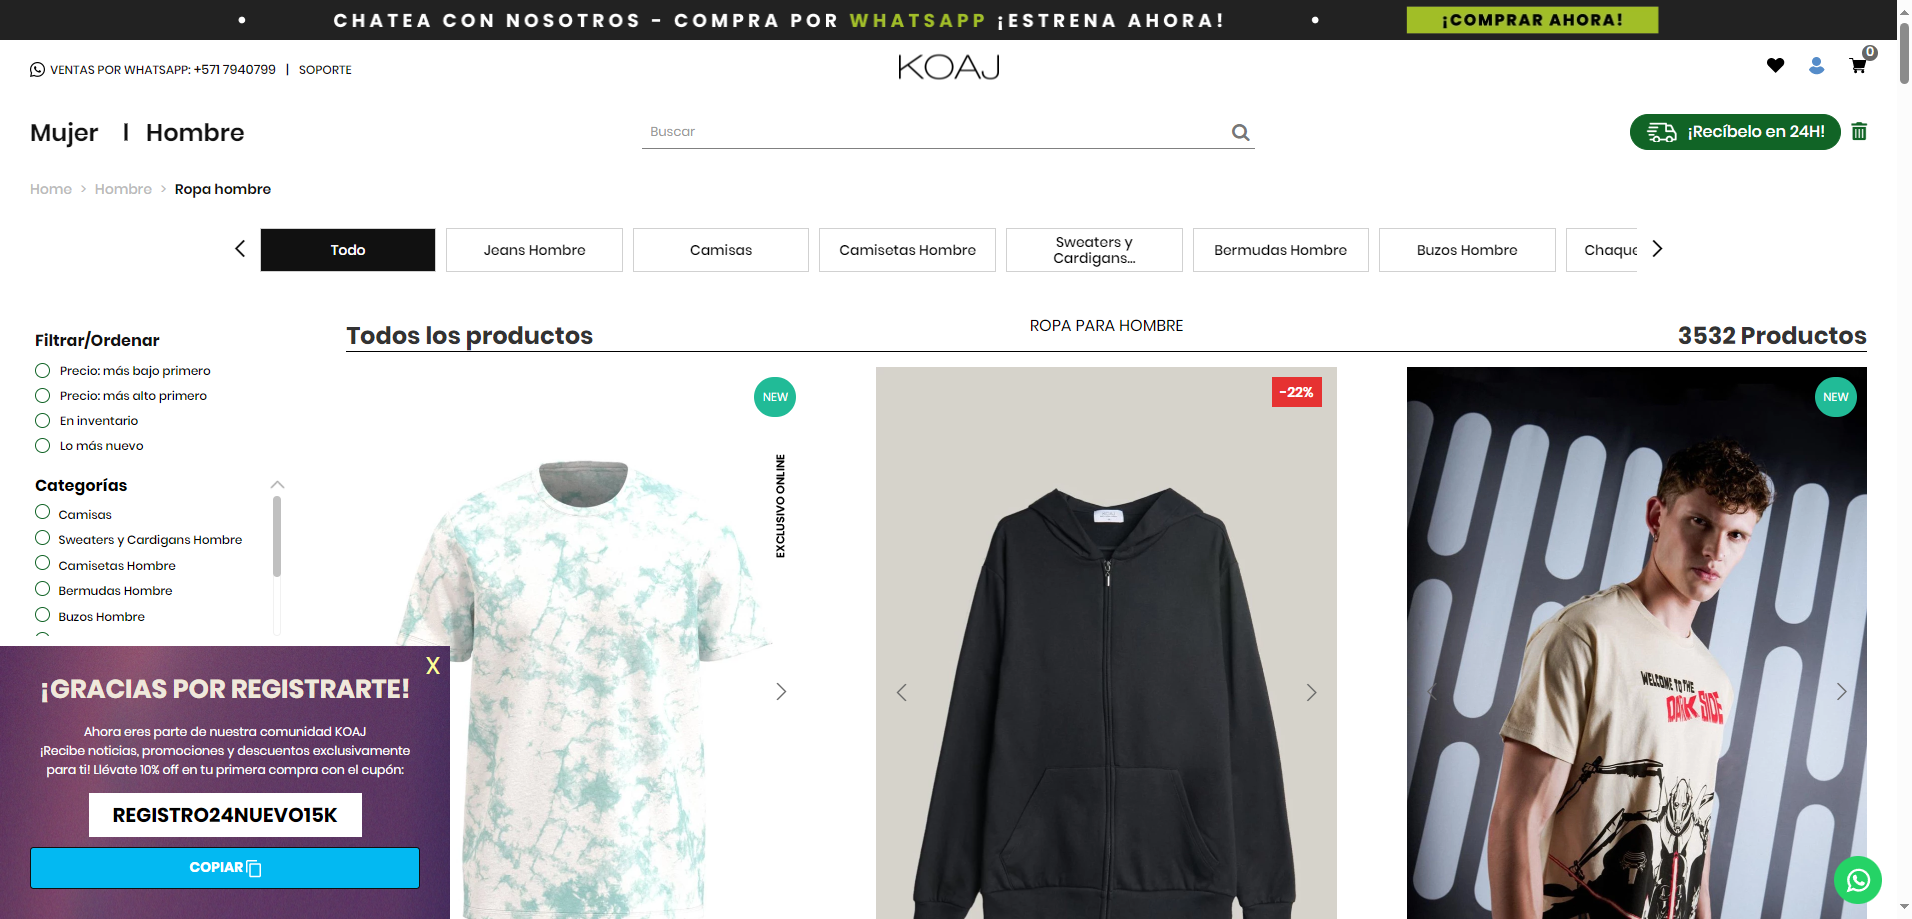 CHATEA CON NOSOTROS - COMPRA POR WHATSAPP ¡ESTRENA AHORA!
¡COMPRAR AHORA!
VENTAS POR WHATSAPP: +571 7940799 | SOPORTE
KOAJ
0
Mujer | Hombre
Buscar
¡Recíbelo en 24H!
Home > Hombre > Ropa hombre
Todo
Jeans Hombre
Camisas
Camisetas Hombre
Sweaters y
Cardigans...
Bermudas Hombre
Buzos Hombre
Chaque
Filtrar/Ordenar
Precio: más bajo primero
Precio: más alto primero
En inventario
Lo más nuevo
Categorías
Camisas
Sweaters y Cardigans Hombre
Camisetas Hombre
Bermudas Hombre
Buzos Hombre
Todos los productos
ROPA PARA HOMBRE
3532 Productos
NEW
EXCLUSIVO ONLINE
-22%
NEW
WELCOME TO THE
DARK SIDE
X
¡GRACIAS POR REGISTRARTE!
Ahora eres parte de nuestra comunidad KOAJ
¡Recibe noticias, promociones y descuentos exclusivamente
para ti! Llévate 10% off en tu primera compra con el cupón:
REGISTRO24NUEVO15K
COPIAR